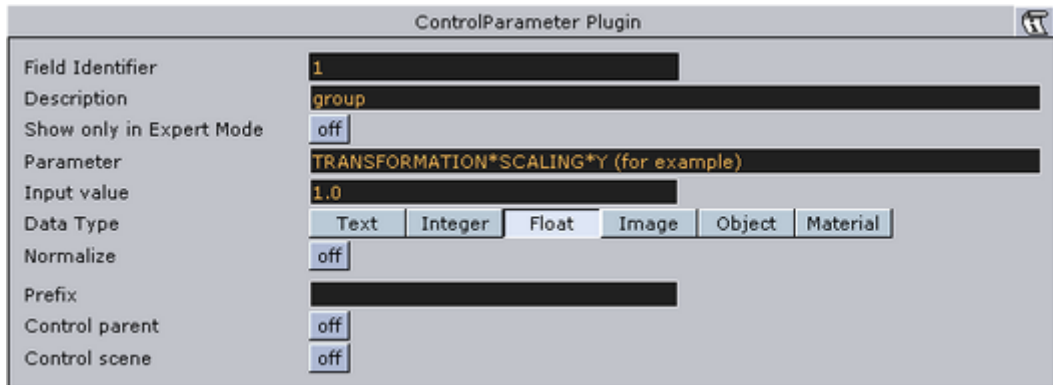 ControlParameter Plugin
Field Identifier 1
Description group
Show only in Expert Mode off
Parameter TRANSFORMATION*SCALING*Y (for example)
Input value 1.0
Data Type Text Integer Float Image Object Material
Normalize off
Prefix
Control parent off
Control scene off